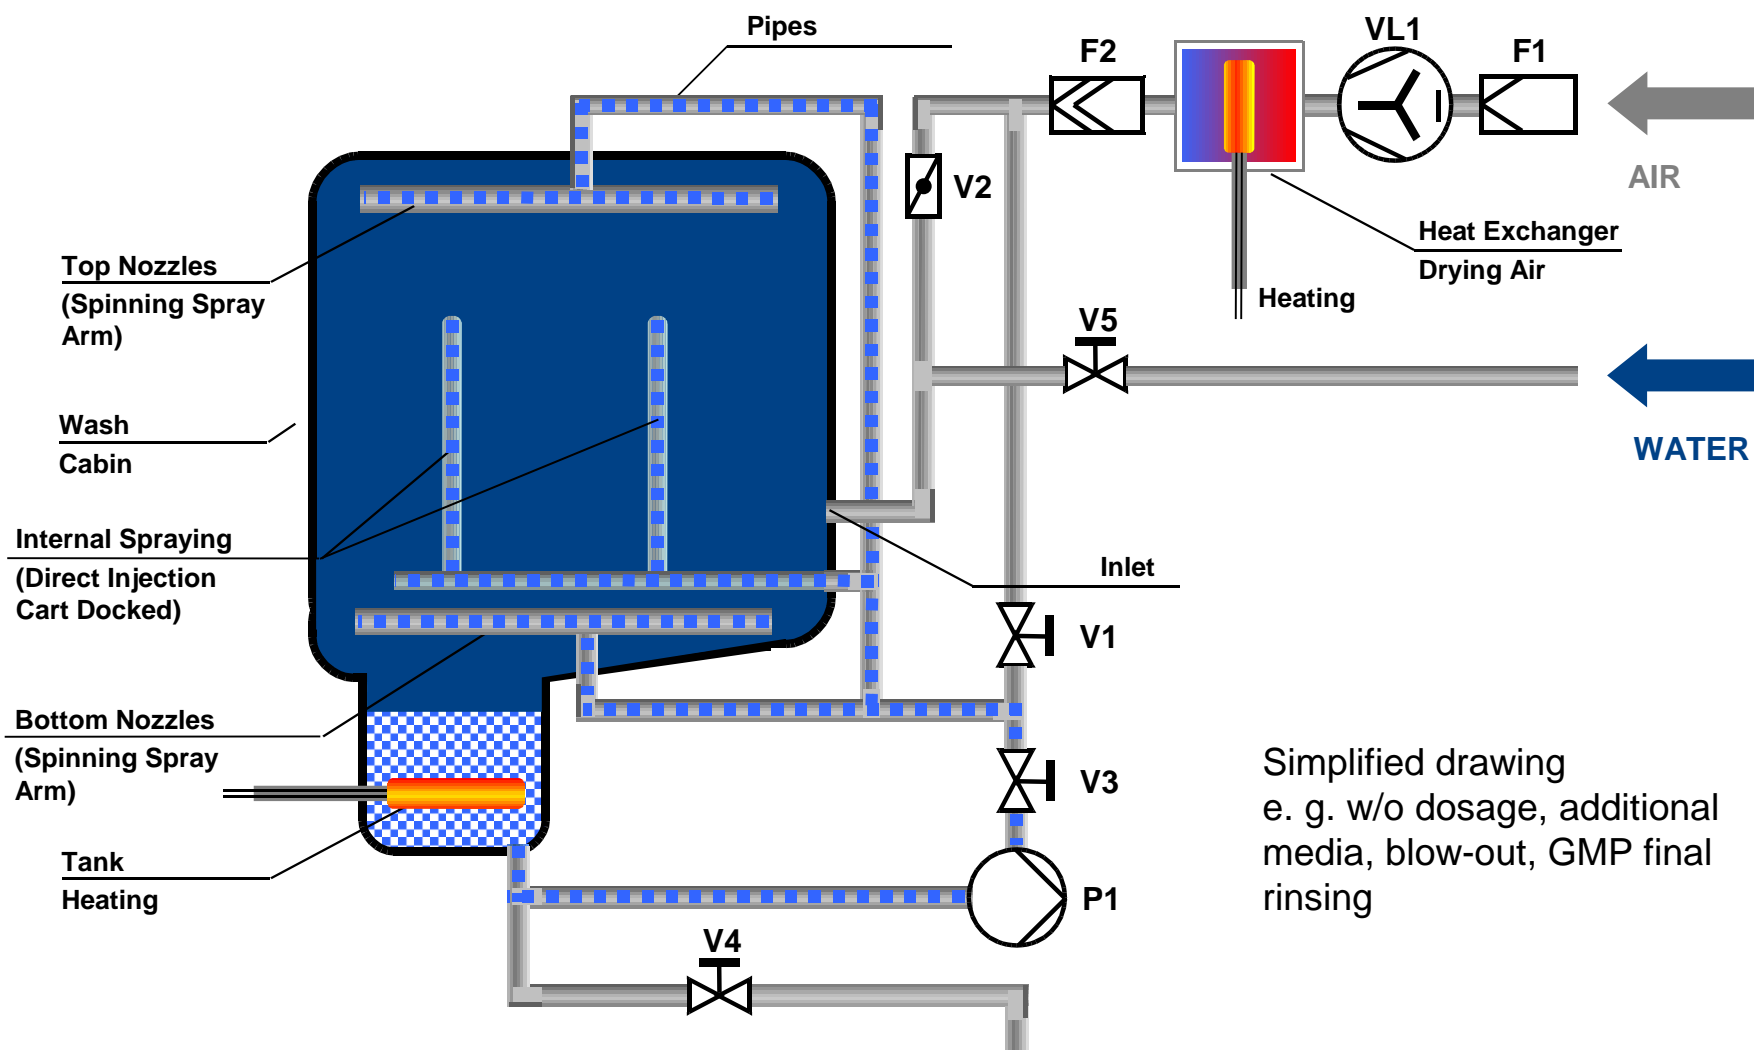 Pipes
VL1
F2
F1
AIR
V2
Heat Exchanger
Drying Air
Heating
Top Nozzles
(Spinning Spray
Arm)
V5
Wash
Cabin
WATER
Internal Spraying
(Direct Injection
Cart Docked)
Inlet
V1
Bottom Nozzles
(Spinning Spray
Arm)
V3
Simplified drawing
e. g. w/o dosage, additional
media, blow-out, GMP final
rinsing
Tank
Heating
P1
V4